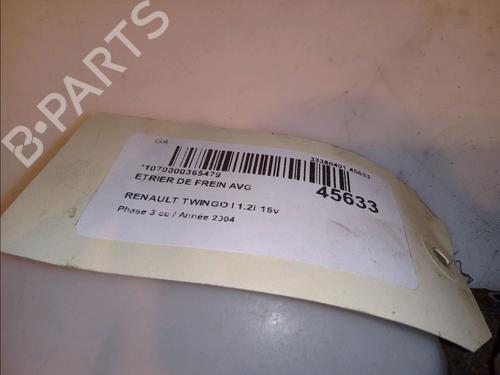 B-PARTS
GA
33380401 45633
*1070000365479
ETRIER DE FREIN AVG
45633
RENAULT TWINGO I 1.2i 16v
Phase 3 cc / Année 2004